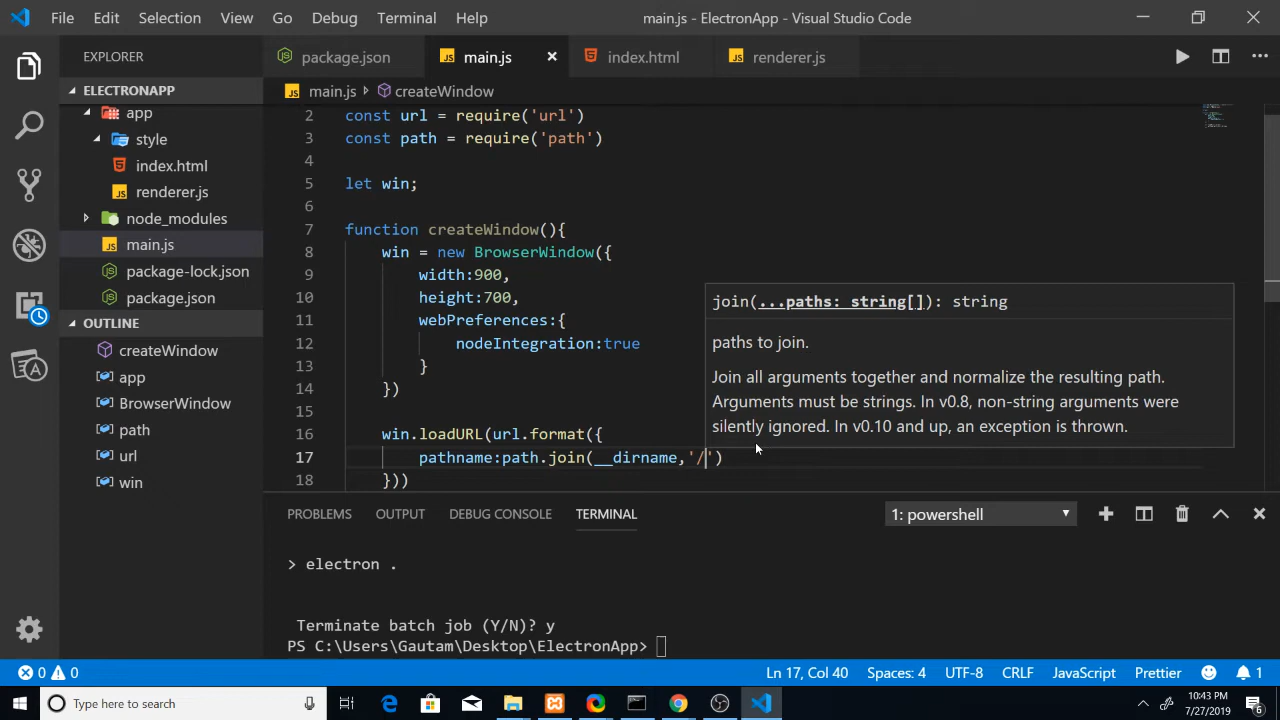 File Edit Selection View Go Debug Terminal Help main.js - ElectronApp - Visual Studio Code
EXPLORER package.json main.js index.html renderer.js
ELECTRONAPP
main.js createWindow
app
style
index.html
renderer.js
node_modules
main.js
package-lock.json
package.json
OUTLINE
createWindow
app
BrowserWindow
path
url
win
2 const url = require('url')
3 const path = require('path')
4
5 let win;
6
7 function createWindow(){
8 win = new BrowserWindow({
9 width:900,
10 height:700,
11 webPreferences:{
12 nodeIntegration:true
13 }
14 })
15
16 win.loadURL(url.format({
17 pathname:path.join(__dirname,'/')
18 }))
join(...paths: string[]): string
paths to join.
Join all arguments together and normalize the resulting path.
Arguments must be strings. In v0.8, non-string arguments were
silently ignored. In v0.10 and up, an exception is thrown.
PROBLEMS OUTPUT DEBUG CONSOLE TERMINAL 1: powershell
> electron .
Terminate batch job (Y/N)? y
PS C:\Users\Gautam\Desktop\ElectronApp>
0 0 Ln 17, Col 40 Spaces: 4 UTF-8 CRLF JavaScript Prettier 1
Type here to search
10:43 PM
7/27/2019
6